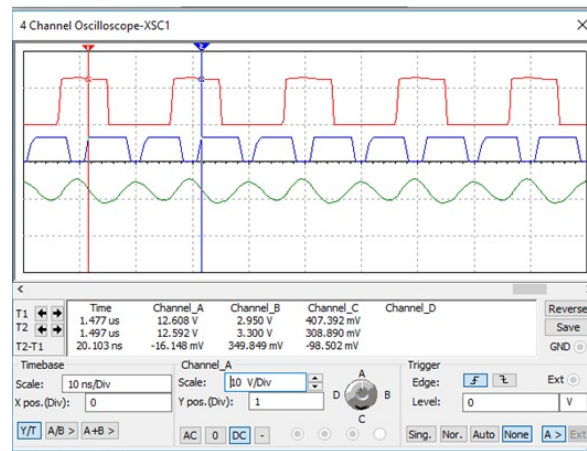 4 Channel Oscilloscope-XSC1
1 2
T1
T2
T2-T1
Time Channel_A Channel_B Channel_C Channel_D
1.477 us 12.608 V 2.950 V 407.392 mV
1.497 us 12.592 V 3.300 V 308.890 mV
20.103 ns -16.148 mV 349.849 mV -98.502 mV
Reverse
Save
GND
Timebase
Scale: 10 ns/Div
X pos.(Div): 0
Y/T A/B > A+B >
Channel_A
Scale: 10 V/Div
Y pos.(Div): 1
AC 0 DC -
A
B
C
D
Trigger
Edge: Ext
Level: 0 V
Sing. Nor. Auto None A > Ext